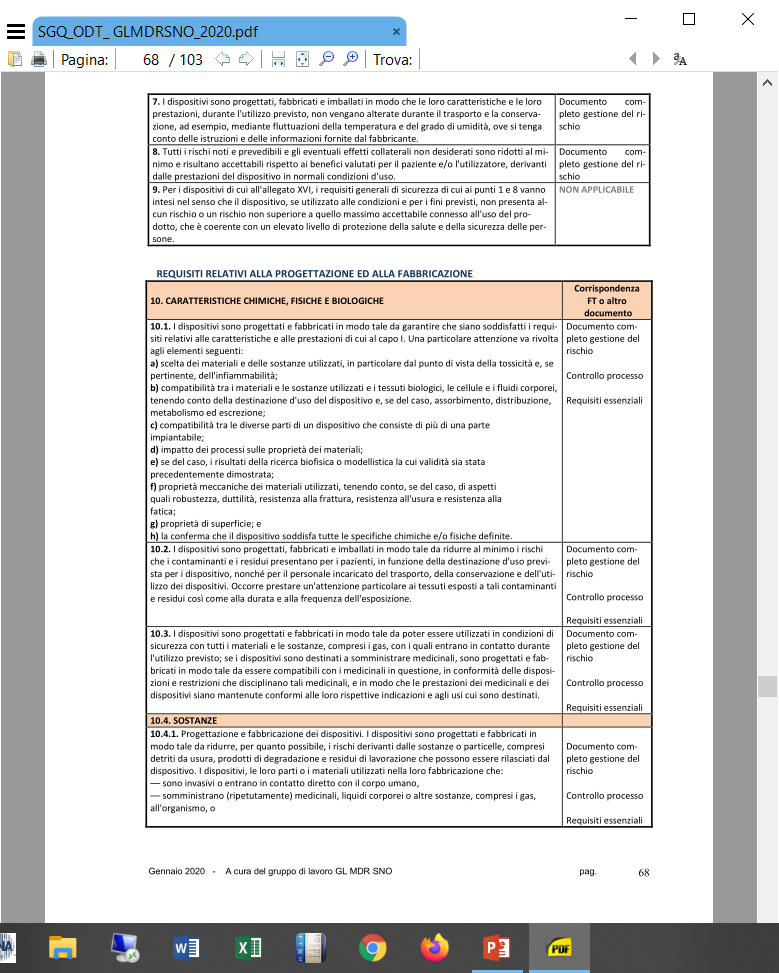 SGQ_ODT_ GLMDRSNO_2020.pdf
Pagina: 68 / 103 Trova:
7. I dispositivi sono progettati, fabbricati e imballati in modo che le loro caratteristiche e le loro
prestazioni, durante l'utilizzo previsto, non vengano alterate durante il trasporto e la conserva-
zione, ad esempio, mediante fluttuazioni della temperatura e del grado di umidità, ove si tenga
conto delle istruzioni e delle informazioni fornite dal fabbricante.
Documento com-
pleto gestione del ri-
schio
8. Tutti i rischi noti e prevedibili e gli eventuali effetti collaterali non desiderati sono ridotti al mi-
nimo e risultano accettabili rispetto ai benefici valutati per il paziente e/o l'utilizzatore, derivanti
dalle prestazioni del dispositivo in normali condizioni d'uso.
Documento com-
pleto gestione del ri-
schio
9. Per i dispositivi di cui all'allegato XVI, i requisiti generali di sicurezza di cui ai punti 1 e 8 vanno
intesi nel senso che il dispositivo, se utilizzato alle condizioni e per i fini previsti, non presenta al-
cun rischio o un rischio non superiore a quello massimo accettabile connesso all'uso del pro-
dotto, che è coerente con un elevato livello di protezione della salute e della sicurezza delle per-
sone.
NON APPLICABILE
REQUISITI RELATIVI ALLA PROGETTAZIONE ED ALLA FABBRICAZIONE
10. CARATTERISTICHE CHIMICHE, FISICHE E BIOLOGICHE
Corrispondenza
FT o altro
documento
10.1. I dispositivi sono progettati e fabbricati in modo tale da garantire che siano soddisfatti i requi-
siti relativi alle caratteristiche e alle prestazioni di cui al capo I. Una particolare attenzione va rivolta
agli elementi seguenti:
a) scelta dei materiali e delle sostanze utilizzati, in particolare dal punto di vista della tossicità e, se
pertinente, dell'infiammabilità;
b) compatibilità tra i materiali e le sostanze utilizzati e i tessuti biologici, le cellule e i fluidi corporei,
tenendo conto della destinazione d'uso del dispositivo e, se del caso, assorbimento, distribuzione,
metabolismo ed escrezione;
c) compatibilità tra le diverse parti di un dispositivo che consiste di più di una parte
impiantabile;
d) impatto dei processi sulle proprietà dei materiali;
e) se del caso, i risultati della ricerca biofisica o modellistica la cui validità sia stata
precedentemente dimostrata;
f) proprietà meccaniche dei materiali utilizzati, tenendo conto, se del caso, di aspetti
quali robustezza, duttilità, resistenza alla frattura, resistenza all'usura e resistenza alla
fatica;
g) proprietà di superficie; e
h) la conferma che il dispositivo soddisfa tutte le specifiche chimiche e/o fisiche definite.
Documento com-
pleto gestione del
rischio
Controllo processo
Requisiti essenziali
10.2. I dispositivi sono progettati, fabbricati e imballati in modo tale da ridurre al minimo i rischi
che i contaminanti e i residui presentano per i pazienti, in funzione della destinazione d'uso previ-
sta per i dispositivo, nonché per il personale incaricato del trasporto, della conservazione e dell'uti-
lizzo dei dispositivi. Occorre prestare un'attenzione particolare ai tessuti esposti a tali contaminanti
e residui così come alla durata e alla frequenza dell'esposizione.
Documento com-
pleto gestione del
rischio
Controllo processo
Requisiti essenziali
10.3. I dispositivi sono progettati e fabbricati in modo tale da poter essere utilizzati in condizioni di
sicurezza con tutti i materiali e le sostanze, compresi i gas, con i quali entrano in contatto durante
l'utilizzo previsto; se i dispositivi sono destinati a somministrare medicinali, sono progettati e fab-
bricati in modo tale da essere compatibili con i medicinali in questione, in conformità delle disposi-
zioni e restrizioni che disciplinano tali medicinali, e in modo che le prestazioni dei medicinali e dei
dispositivi siano mantenute conformi alle loro rispettive indicazioni e agli usi cui sono destinati.
Documento com-
pleto gestione del
rischio
Controllo processo
Requisiti essenziali
10.4. SOSTANZE
10.4.1. Progettazione e fabbricazione dei dispositivi. I dispositivi sono progettati e fabbricati in
modo tale da ridurre, per quanto possibile, i rischi derivanti dalle sostanze o particelle, compresi
detriti da usura, prodotti di degradazione e residui di lavorazione che possono essere rilasciati dal
dispositivo. I dispositivi, le loro parti o i materiali utilizzati nella loro fabbricazione che:
— sono invasivi o entrano in contatto diretto con il corpo umano,
— somministrano (ripetutamente) medicinali, liquidi corporei o altre sostanze, compresi i gas,
all'organismo, o
Documento com-
pleto gestione del
rischio
Controllo processo
Requisiti essenziali
Gennaio 2020 - A cura del gruppo di lavoro GL MDR SNO pag. 68
PDF